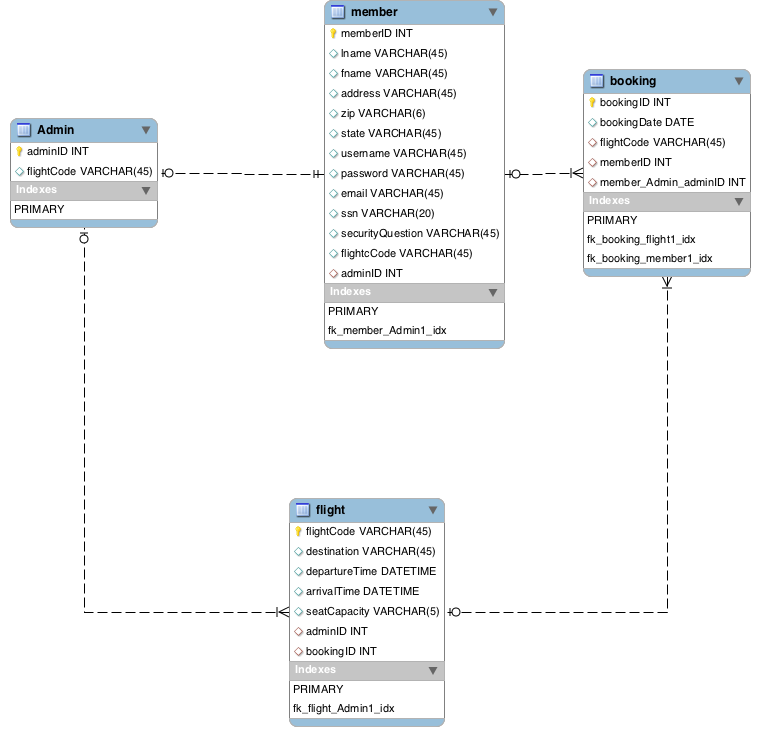 member
memberID INT
lname VARCHAR(45)
fname VARCHAR(45)
address VARCHAR(45)
zip VARCHAR(6)
state VARCHAR(45)
username VARCHAR(45)
password VARCHAR(45)
email VARCHAR(45)
ssn VARCHAR(20)
securityQuestion VARCHAR(45)
flightcCode VARCHAR(45)
adminID INT
Indexes
PRIMARY
fk_member_Admin1_idx
booking
bookingID INT
bookingDate DATE
flightCode VARCHAR(45)
memberID INT
member_Admin_adminID INT
Indexes
PRIMARY
fk_booking_flight1_idx
fk_booking_member1_idx
Admin
adminID INT
flightCode VARCHAR(45)
Indexes
PRIMARY
flight
flightCode VARCHAR(45)
destination VARCHAR(45)
departureTime DATETIME
arrivalTime DATETIME
seatCapacity VARCHAR(5)
adminID INT
bookingID INT
Indexes
PRIMARY
fk_flight_Admin1_idx